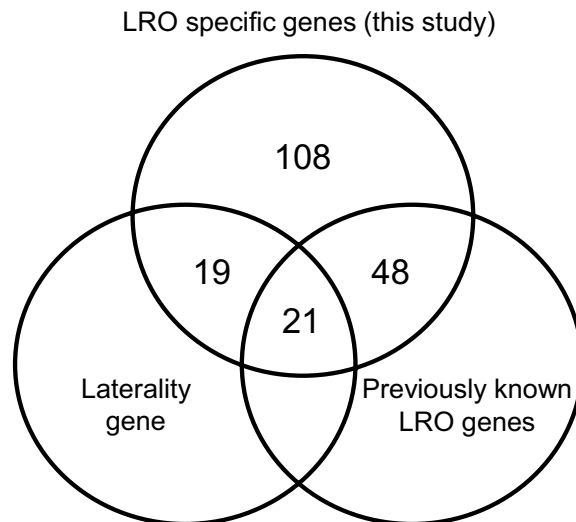 LRO specific genes (this study)
108
19
48
21
Laterality
gene
Previously known
LRO genes